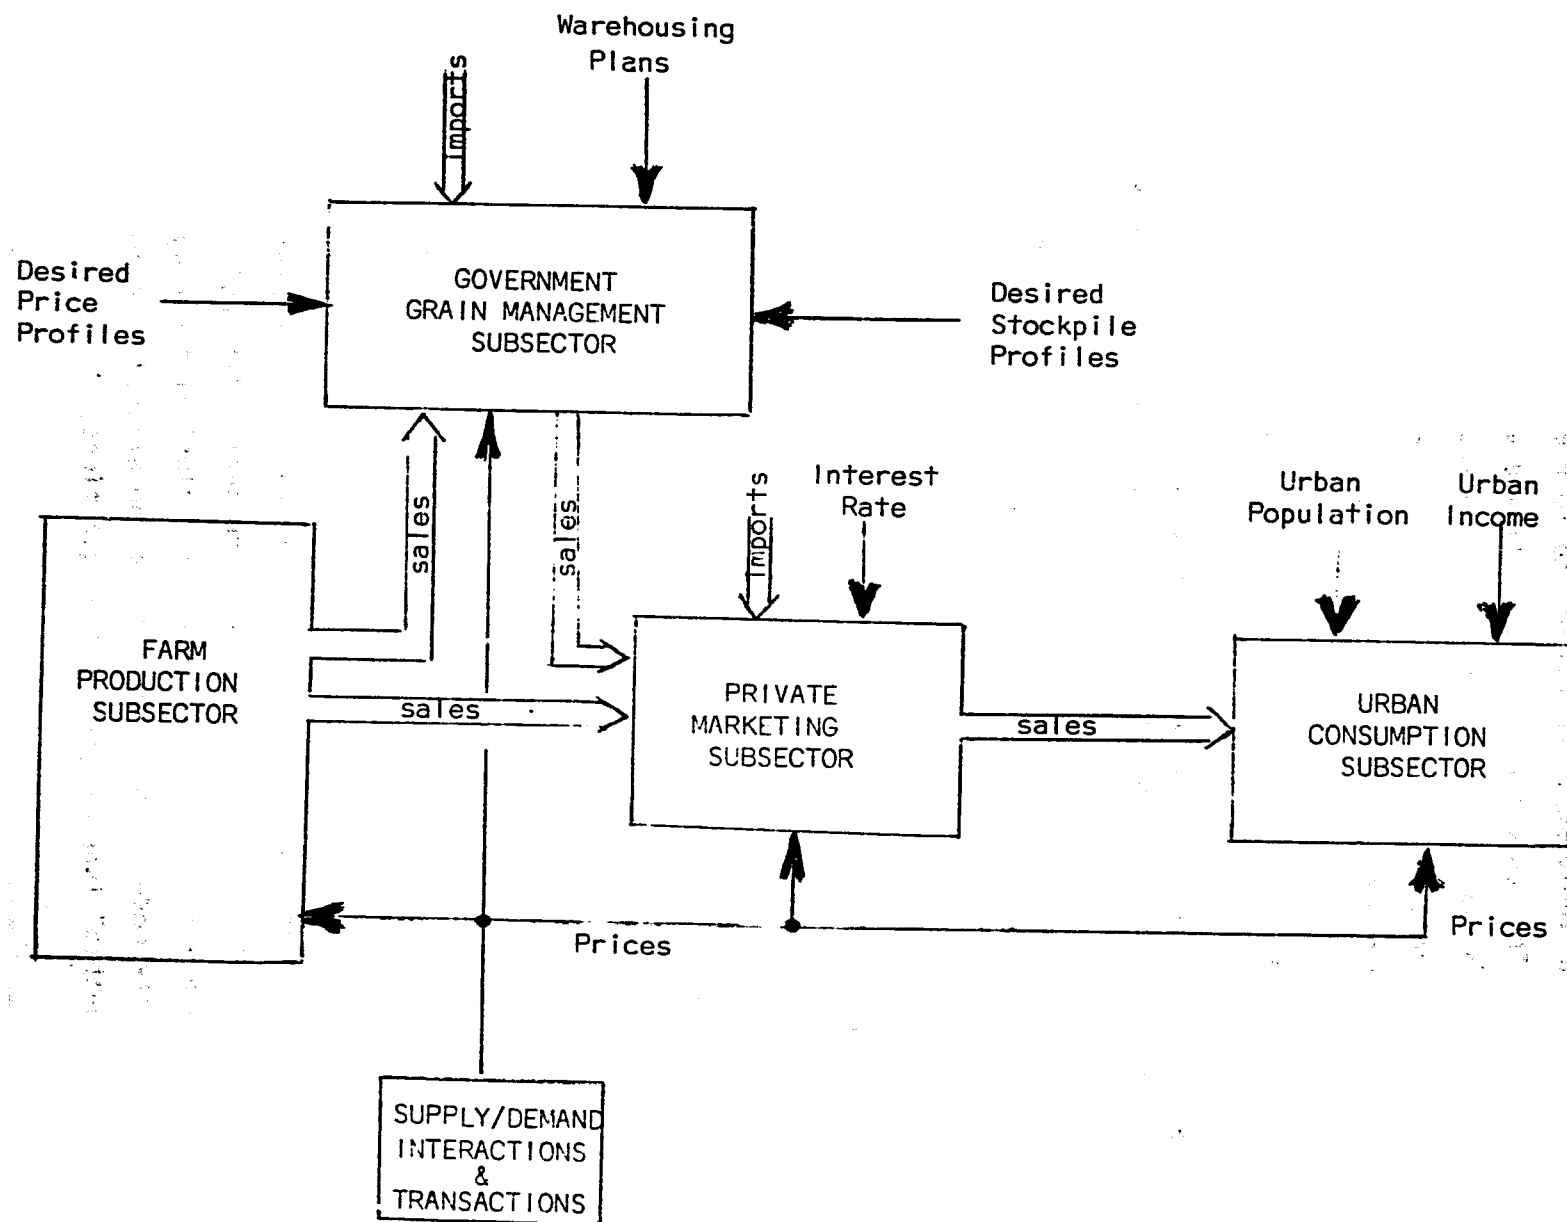 Warehousing
Plans
imports
Desired
Price
Profiles
GOVERNMENT
GRAIN MANAGEMENT
SUBSECTOR
Desired
Stockpile
Profiles
sales
sales
imports
Interest
Rate
Urban
Population
Urban
Income
FARM
PRODUCTION
SUBSECTOR
sales
PRIVATE
MARKETING
SUBSECTOR
sales
URBAN
CONSUMPTION
SUBSECTOR
Prices
Prices
SUPPLY/DEMAND
INTERACTIONS
&
TRANSACTIONS